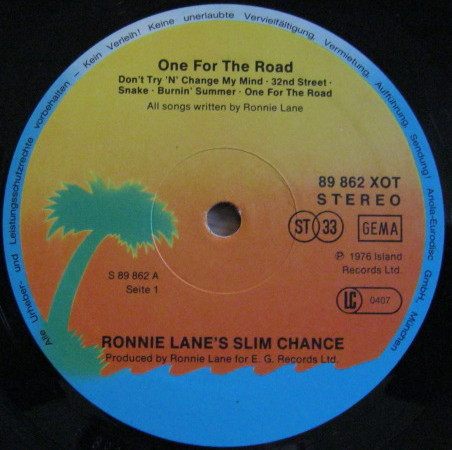 Alle Urheber- und Leistungsschutzrechte vorbehalten – Kein Verleih! Keine unerlaubte Vervielfältigung, Vermietung, Aufführung, Sendung! Ariola-Eurodisc GmbH, München
One For The Road
Don't Try 'N' Change My Mind · 32nd Street ·
Snake · Burnin' Summer · One For The Road
All songs written by Ronnie Lane
89 862 XOT
STEREO
ST 33 GEMA
℗ 1976 Island
Records Ltd.
S 89 862 A
Seite 1
LC 0407
RONNIE LANE'S SLIM CHANCE
Produced by Ronnie Lane for E. G. Records Ltd.